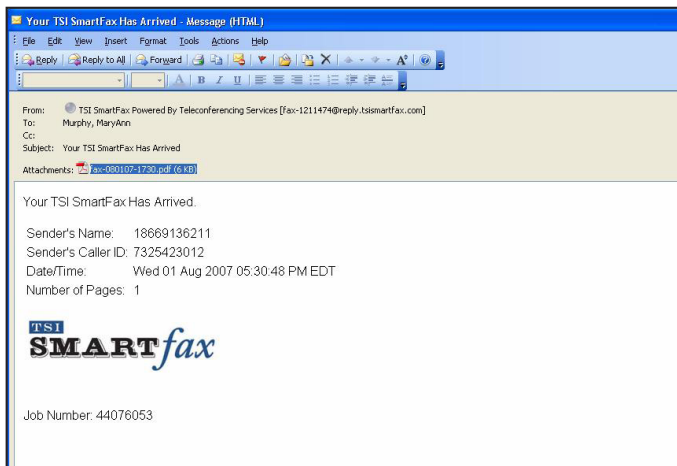 Your TSI SmartFax Has Arrived - Message (HTML)
File Edit View Insert Format Tools Actions Help
Reply Reply to All Forward
A B I U
From: TSI SmartFax Powered By Teleconferencing Services [fax-1211474@reply.tsismartfax.com]
To: Murphy, MaryAnn
Cc:
Subject: Your TSI SmartFax Has Arrived
Attachments: fax-080107-1730.pdf (6 KB)
Your TSI SmartFax Has Arrived.
Sender's Name: 18669136211
Sender's Caller ID: 7325423012
Date/Time: Wed 01 Aug 2007 05:30:48 PM EDT
Number of Pages: 1
TSI
SMARTfax
Job Number: 44076053